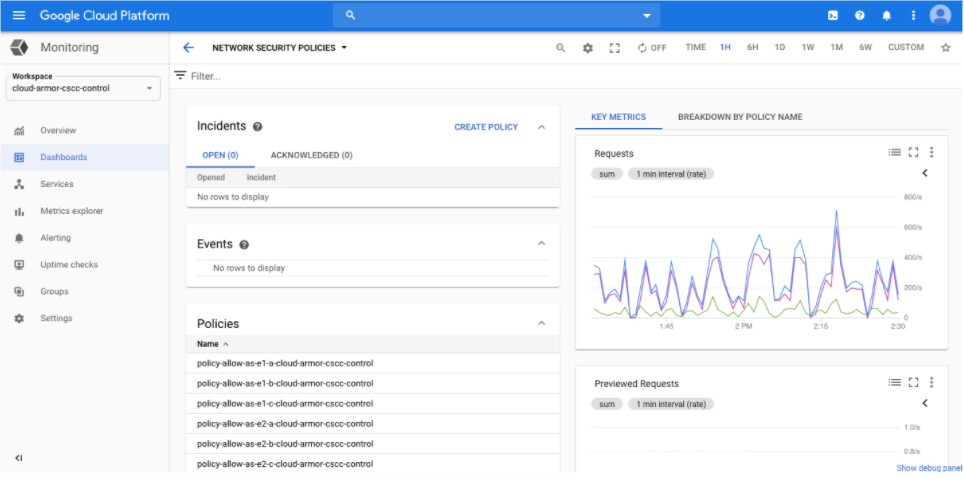 Google Cloud Platform
Monitoring
NETWORK SECURITY POLICIES
OFF
TIME 1H 6H 1D 1W 1M 6W CUSTOM
Workspace
cloud-armor-cscc-control
Filter...
Overview
Dashboards
Services
Metrics explorer
Alerting
Uptime checks
Groups
Settings
Incidents
CREATE POLICY
OPEN (0) ACKNOWLEDGED (0)
Opened Incident
No rows to display
Events
No rows to display
Policies
Name
policy-allow-as-e1-a-cloud-armor-cscc-control
policy-allow-as-e1-b-cloud-armor-cscc-control
policy-allow-as-e1-c-cloud-armor-cscc-control
policy-allow-as-e2-a-cloud-armor-cscc-control
policy-allow-as-e2-b-cloud-armor-cscc-control
policy-allow-as-e2-c-cloud-armor-cscc-control
KEY METRICS BREAKDOWN BY POLICY NAME
Requests
sum 1 min interval (rate)
800/s
600/s
400/s
200/s
0
1:45 2 PM 2:15 2:30
Previewed Requests
sum 1 min interval (rate)
1.0/s
0.8/s
Show debug panel